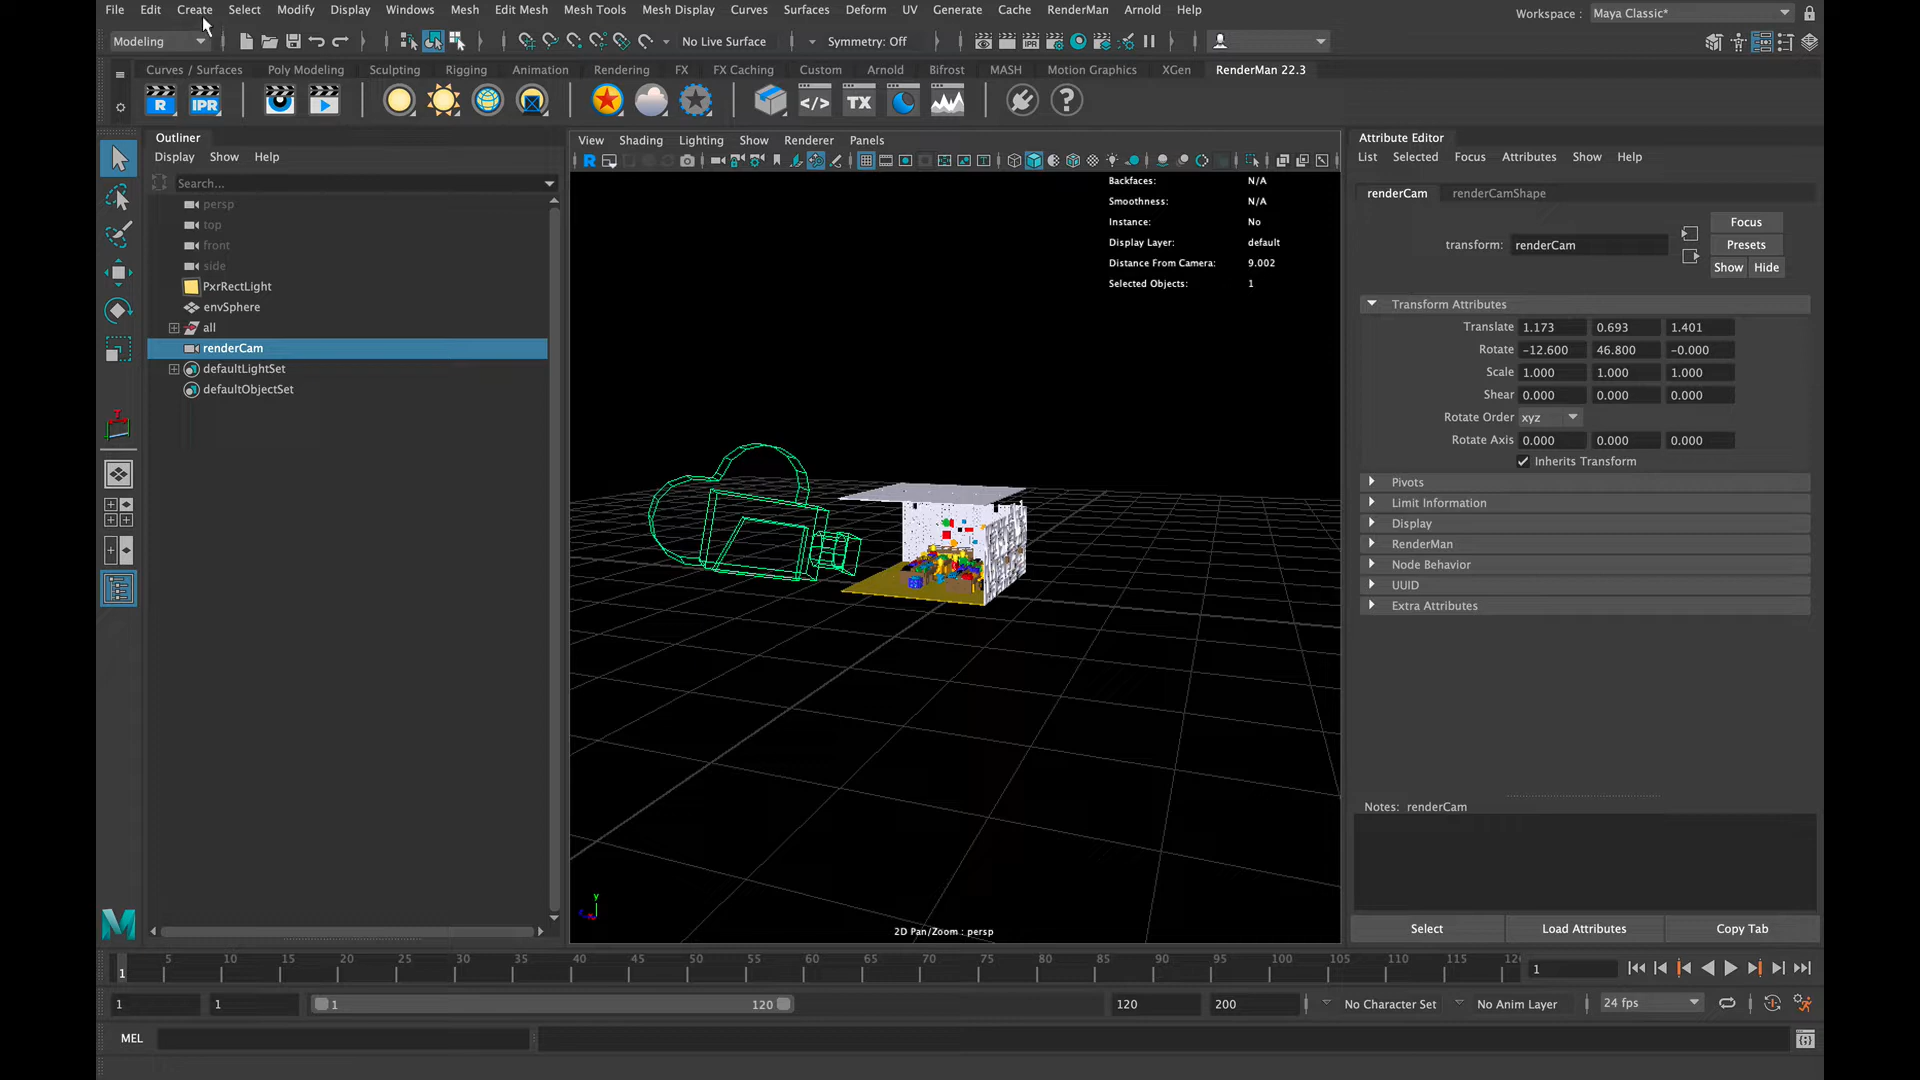 File Edit Create Select Modify Display Windows Mesh Edit Mesh Mesh Tools Mesh Display Curves Surfaces Deform UV Generate Cache RenderMan Arnold Help
Workspace : Maya Classic*
Modeling No Live Surface Symmetry: Off
Curves / Surfaces Poly Modeling Sculpting Rigging Animation Rendering FX FX Caching Custom Arnold Bifrost MASH Motion Graphics XGen RenderMan 22.3
R IPR </> TX ?
Outliner
Display Show Help
Search...
persp
top
front
side
PxrRectLight
envSphere
all
renderCam
defaultLightSet
defaultObjectSet
View Shading Lighting Show Renderer Panels
Backfaces: N/A
Smoothness: N/A
Instance: No
Display Layer: default
Distance From Camera: 9.002
Selected Objects: 1
2D Pan/Zoom : persp
Attribute Editor
List Selected Focus Attributes Show Help
renderCam renderCamShape
Focus
transform: renderCam
Presets
Show Hide
Transform Attributes
Translate 1.173 0.693 1.401
Rotate -12.600 46.800 -0.000
Scale 1.000 1.000 1.000
Shear 0.000 0.000 0.000
Rotate Order xyz
Rotate Axis 0.000 0.000 0.000
Inherits Transform
Pivots
Limit Information
Display
RenderMan
Node Behavior
UUID
Extra Attributes
Notes: renderCam
Select Load Attributes Copy Tab
1 5 10 15 20 25 30 35 40 45 50 55 60 65 70 75 80 85 90 95 100 105 110 115 1
1 1 1 120 120 200 No Character Set No Anim Layer 24 fps
MEL